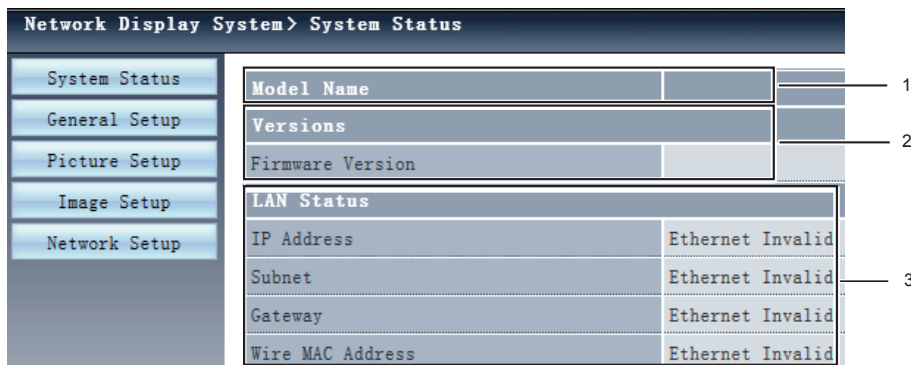 Network Display System> System Status
System Status
General Setup
Picture Setup
Image Setup
Network Setup
Model Name
1
Versions
2
Firmware Version
LAN Status
3
IP Address Ethernet Invalid
Subnet Ethernet Invalid
Gateway Ethernet Invalid
Wire MAC Address Ethernet Invalid